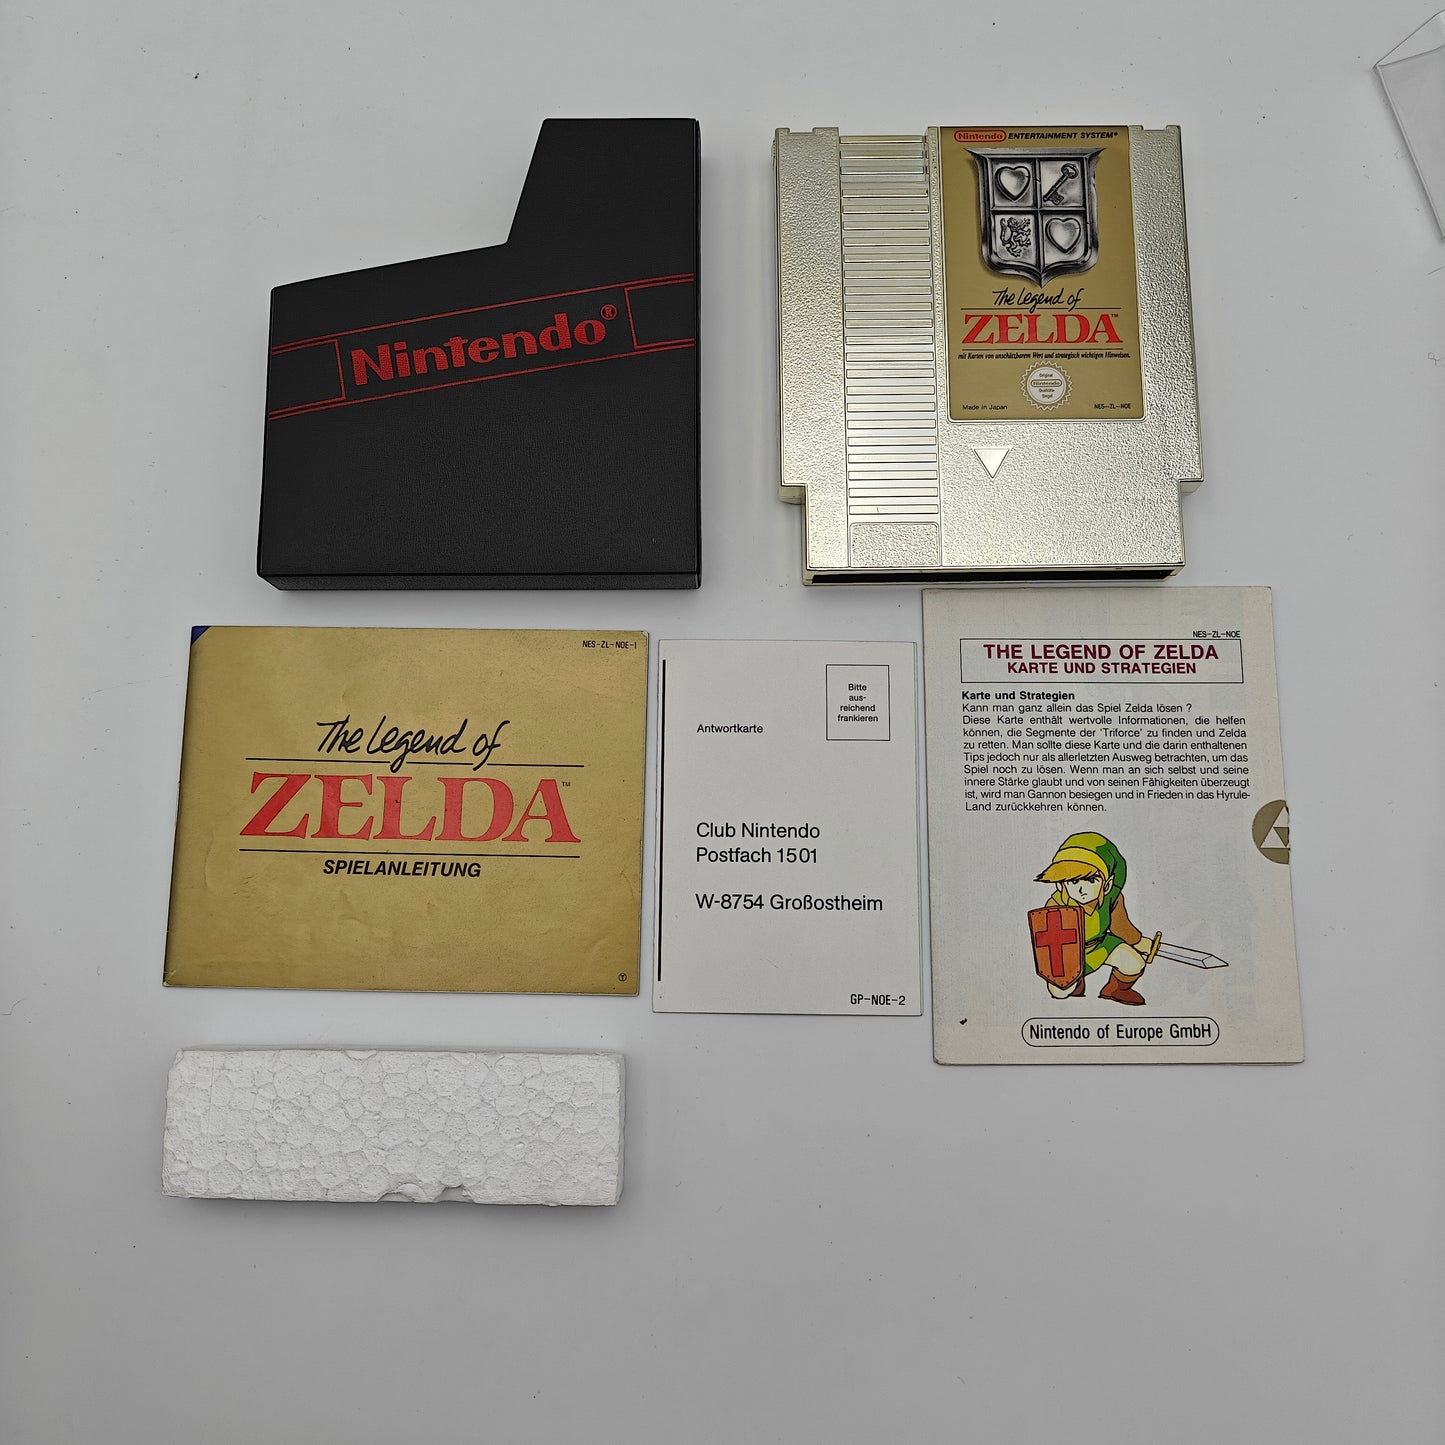 Nintendo®
Nintendo ENTERTAINMENT SYSTEM®
The Legend of
ZELDA™
mit Karten von unschätzbarem Wert und strategisch wichtigen Hinweisen.
Original
Nintendo
Qualitäts
Siegel
Made in Japan
NES-ZL-NOE
NES-ZL-NOE-1
The Legend of
ZELDA™
SPIELANLEITUNG
T
Bitte
aus-
reichend
frankieren
Antwortkarte
Club Nintendo
Postfach 1501
W-8754 Großostheim
GP-NOE-2
NES-ZL-NOE
THE LEGEND OF ZELDA
KARTE UND STRATEGIEN
Karte und Strategien
Kann man ganz allein das Spiel Zelda lösen ?
Diese Karte enthält wertvolle Informationen, die helfen
können, die Segmente der 'Triforce' zu finden und Zelda
zu retten. Man sollte diese Karte und die darin enthaltenen
Tips jedoch nur als allerletzten Ausweg betrachten, um das
Spiel noch zu lösen. Wenn man an sich selbst und seine
innere Stärke glaubt und von seinen Fähigkeiten überzeugt
ist, wird man Gannon besiegen und in Frieden in das Hyrule-
Land zurückkehren können.
Nintendo of Europe GmbH